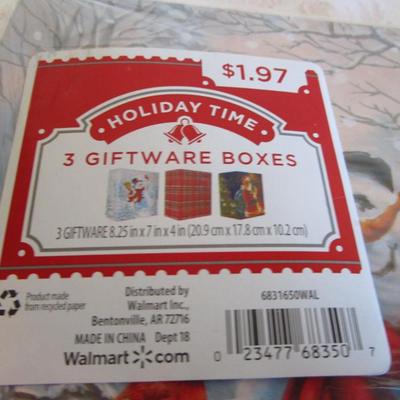 $1.97
HOLIDAY TIME
3 GIFTWARE BOXES
3 GIFTWARE 8.25 in x 7 in x 4 in (20.9 cm x 17.8 cm x 10.2 cm)
Product made
from recycled paper
Distributed by
Walmart Inc.,
Bentonville, AR 72716
MADE IN CHINA Dept 18
Walmart com
6831650WAL
0 23477 68350 7